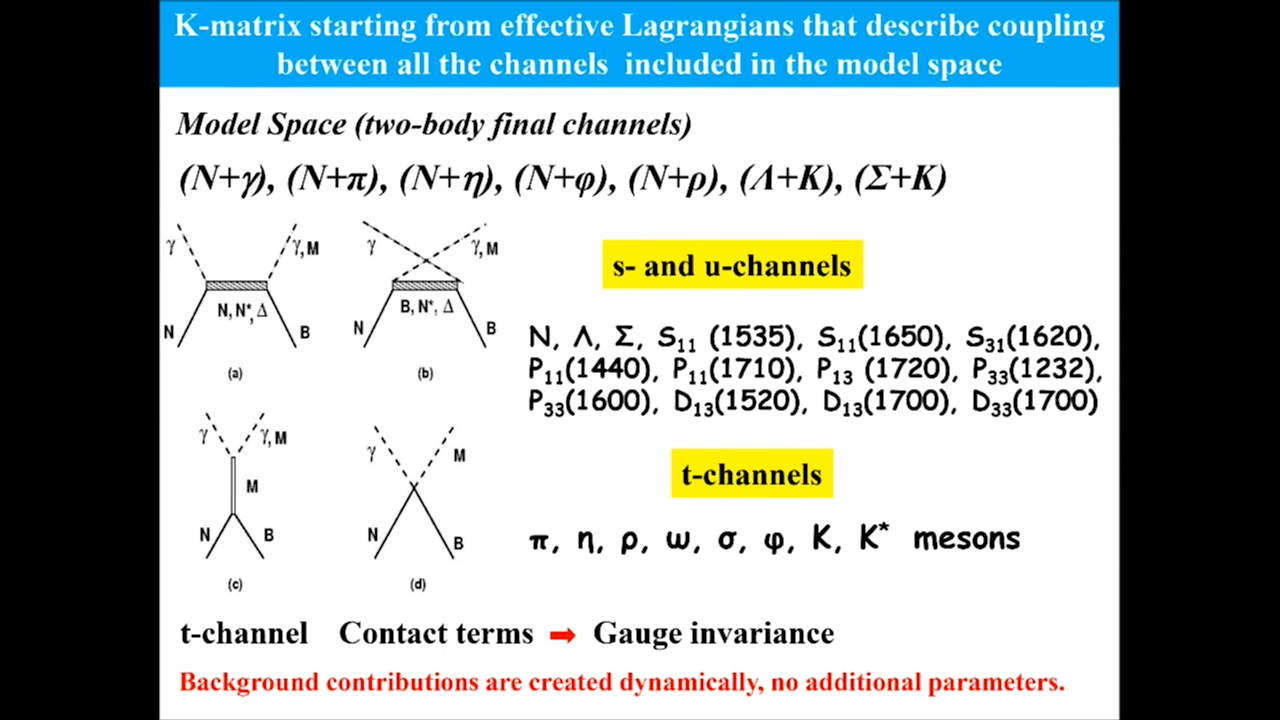 K-matrix starting from effective Lagrangians that describe coupling
between all the channels included in the model space
Model Space (two-body final channels)
(N+γ), (N+π), (N+η), (N+φ), (N+ρ), (Λ+K), (Σ+K)
γ γ, M
N, N*, Δ
N B
(a)
γ γ, M
B, N*, Δ
N B
(b)
s- and u-channels
N, Λ, Σ, S11 (1535), S11(1650), S31(1620),
P11(1440), P11(1710), P13 (1720), P33(1232),
P33(1600), D13(1520), D13(1700), D33(1700)
γ γ, M
M
N B
(c)
γ M
N B
(d)
t-channels
π, η, ρ, ω, σ, φ, K, K* mesons
t-channel Contact terms ➡ Gauge invariance
Background contributions are created dynamically, no additional parameters.